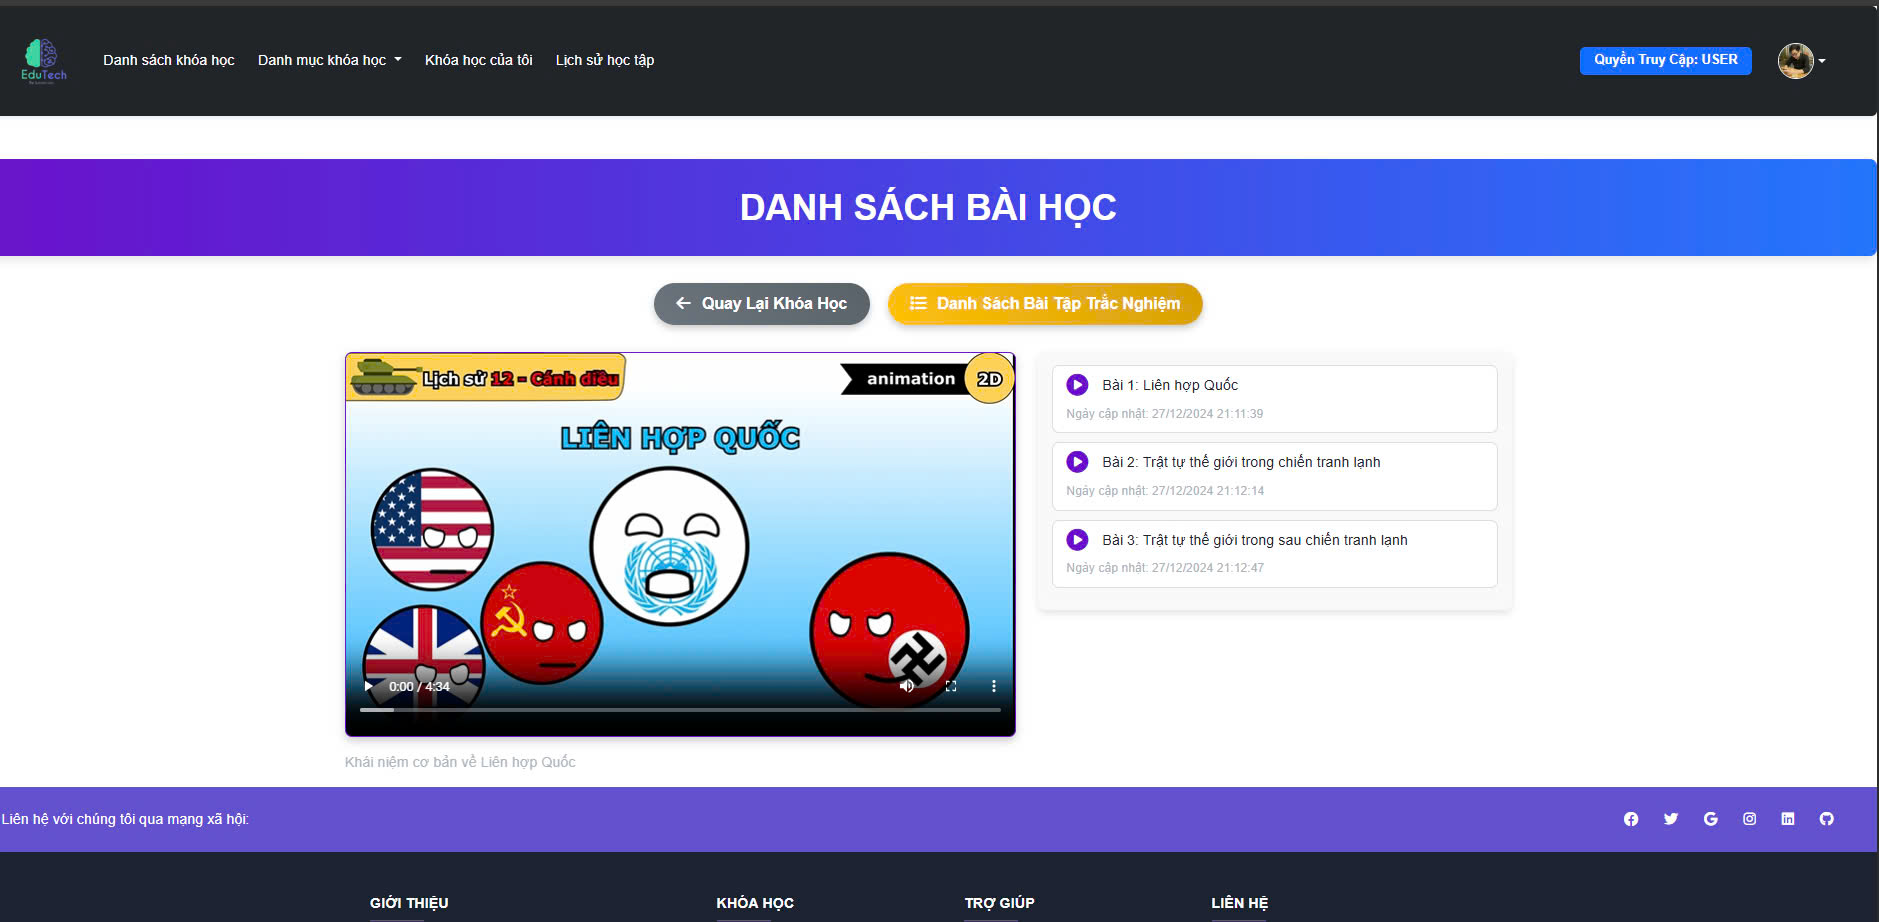 EduTech
Danh sách khóa học
Danh mục khóa học
Khóa học của tôi
Lịch sử học tập
Quyền Truy Cập: USER
DANH SÁCH BÀI HỌC
Quay Lại Khóa Học
Danh Sách Bài Tập Trắc Nghiệm
Lịch sử 12 - Cánh diều
animation 2D
LIÊN HỢP QUỐC
0:00 / 4:34
Khái niệm cơ bản về Liên hợp Quốc
Bài 1: Liên hợp Quốc
Ngày cập nhật: 27/12/2024 21:11:39
Bài 2: Trật tự thế giới trong chiến tranh lạnh
Ngày cập nhật: 27/12/2024 21:12:14
Bài 3: Trật tự thế giới trong sau chiến tranh lạnh
Ngày cập nhật: 27/12/2024 21:12:47
Liên hệ với chúng tôi qua mạng xã hội:
GIỚI THIỆU
KHÓA HỌC
TRỢ GIÚP
LIÊN HỆ